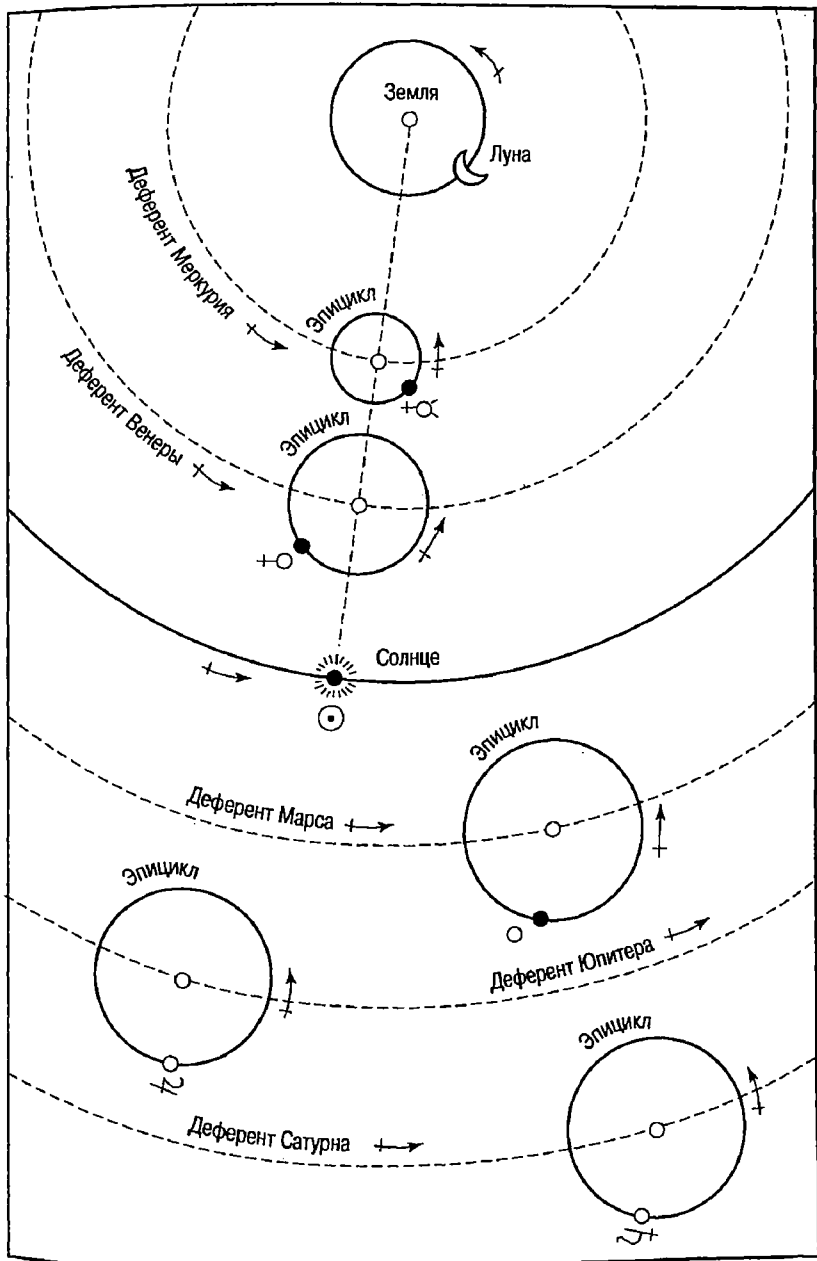 Земля
Луна
Деферент Меркурия
Эпицикл
Деферент Венеры
Эпицикл
Солнце
Эпицикл
Деферент Марса
Эпицикл
Деферент Юпитера
Эпицикл
Деферент Сатурна